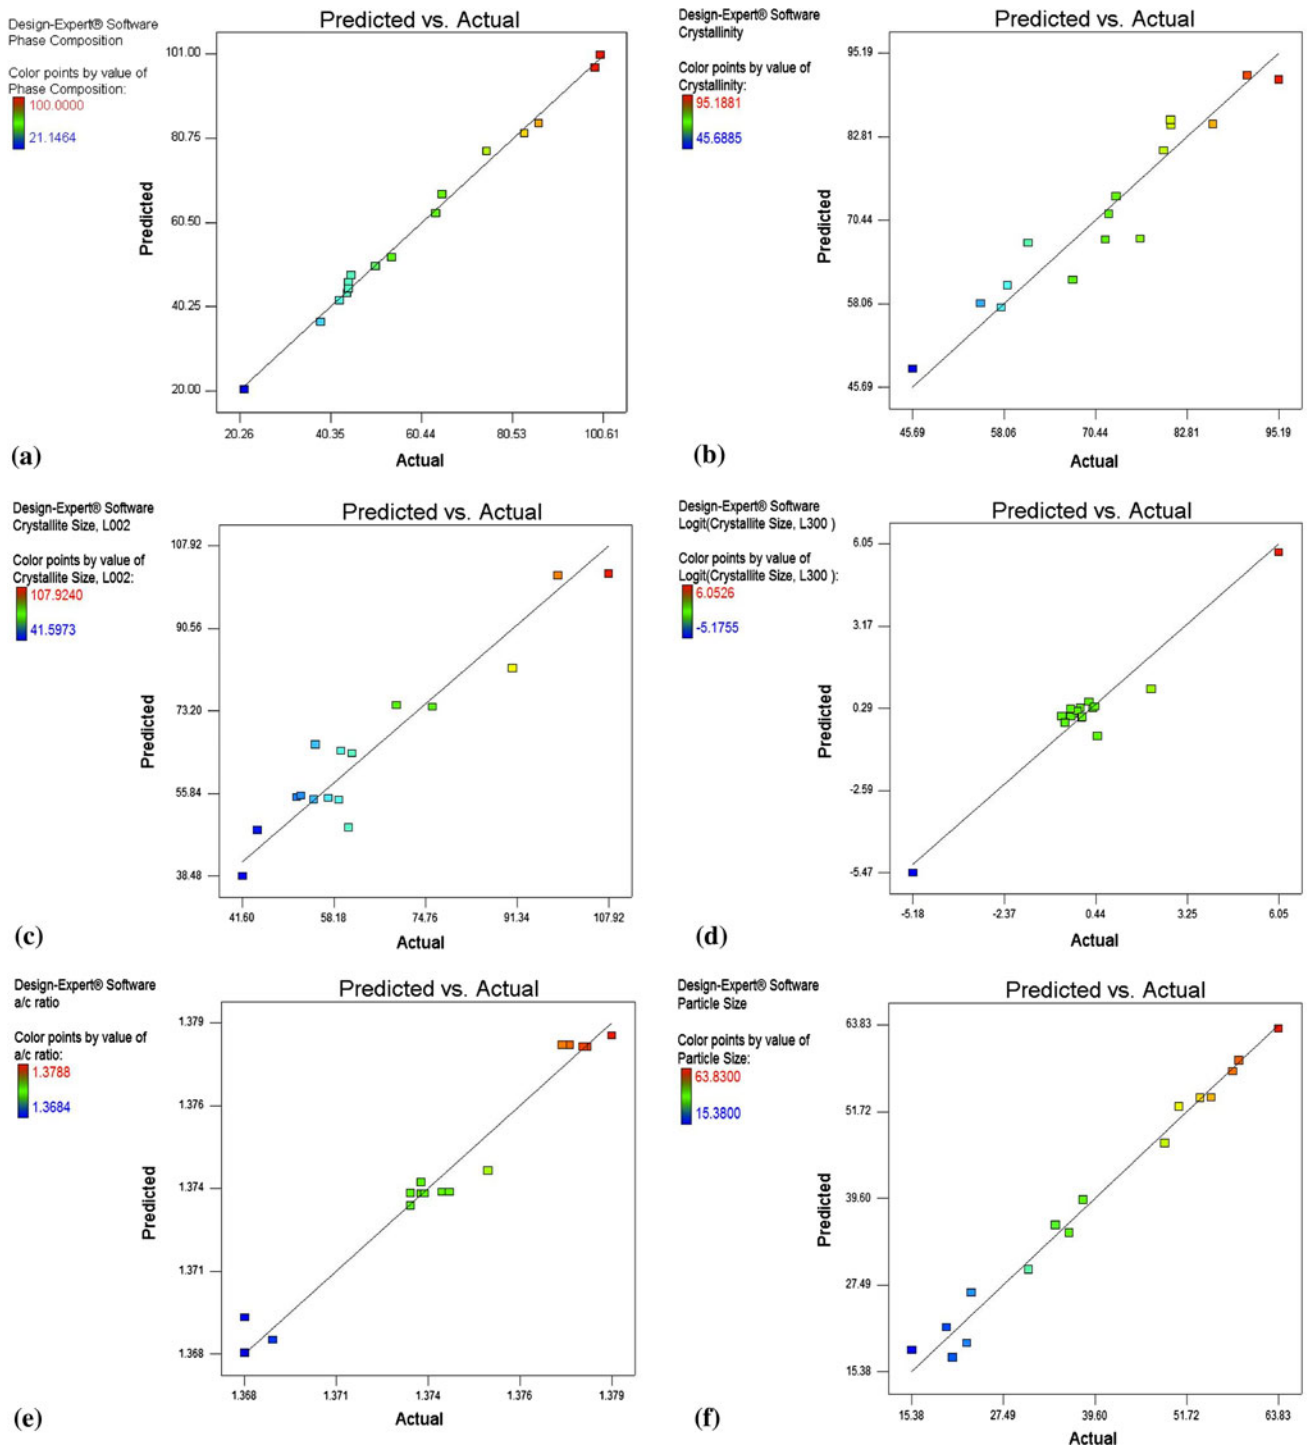 Design-Expert® Software
Phase Composition
Color points by value of
Phase Composition:
100.0000
21.1464
Predicted vs. Actual
101.00
80.75
60.50
40.25
20.00
Predicted
20.26 40.35 60.44 80.53 100.61
Actual
(a)
Design-Expert® Software
Crystallinity
Color points by value of
Crystallinity:
95.1881
45.6885
Predicted vs. Actual
95.19
82.81
70.44
58.06
45.69
Predicted
45.69 58.06 70.44 82.81 95.19
Actual
(b)
Design-Expert® Software
Crystallite Size, L002
Color points by value of
Crystallite Size, L002:
107.9240
41.5973
Predicted vs. Actual
107.92
90.56
73.20
55.84
38.48
Predicted
41.60 58.18 74.76 91.34 107.92
Actual
(c)
Design-Expert® Software
Logit(Crystallite Size, L300 )
Color points by value of
Logit(Crystallite Size, L300 ):
6.0526
-5.1755
Predicted vs. Actual
6.05
3.17
0.29
-2.59
-5.47
Predicted
-5.18 -2.37 0.44 3.25 6.05
Actual
(d)
Design-Expert® Software
a/c ratio
Color points by value of
a/c ratio:
1.3788
1.3684
Predicted vs. Actual
1.379
1.376
1.374
1.371
1.368
Predicted
1.368 1.371 1.374 1.376 1.379
Actual
(e)
Design-Expert® Software
Particle Size
Color points by value of
Particle Size:
63.8300
15.3800
Predicted vs. Actual
63.83
51.72
39.60
27.49
15.38
Predicted
15.38 27.49 39.60 51.72 63.83
Actual
(f)